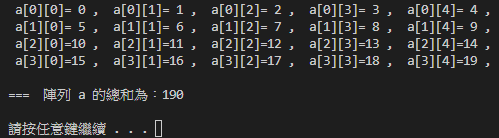 a[0][0]= 0 ,  a[0][1]= 1 ,  a[0][2]= 2 ,  a[0][3]= 3 ,  a[0][4]= 4 ,
a[1][0]= 5 ,  a[1][1]= 6 ,  a[1][2]= 7 ,  a[1][3]= 8 ,  a[1][4]= 9 ,
a[2][0]=10 ,  a[2][1]=11 ,  a[2][2]=12 ,  a[2][3]=13 ,  a[2][4]=14 ,
a[3][0]=15 ,  a[3][1]=16 ,  a[3][2]=17 ,  a[3][3]=18 ,  a[3][4]=19 ,
===  陣列 a 的總和為：190
請按任意鍵繼續 . . .